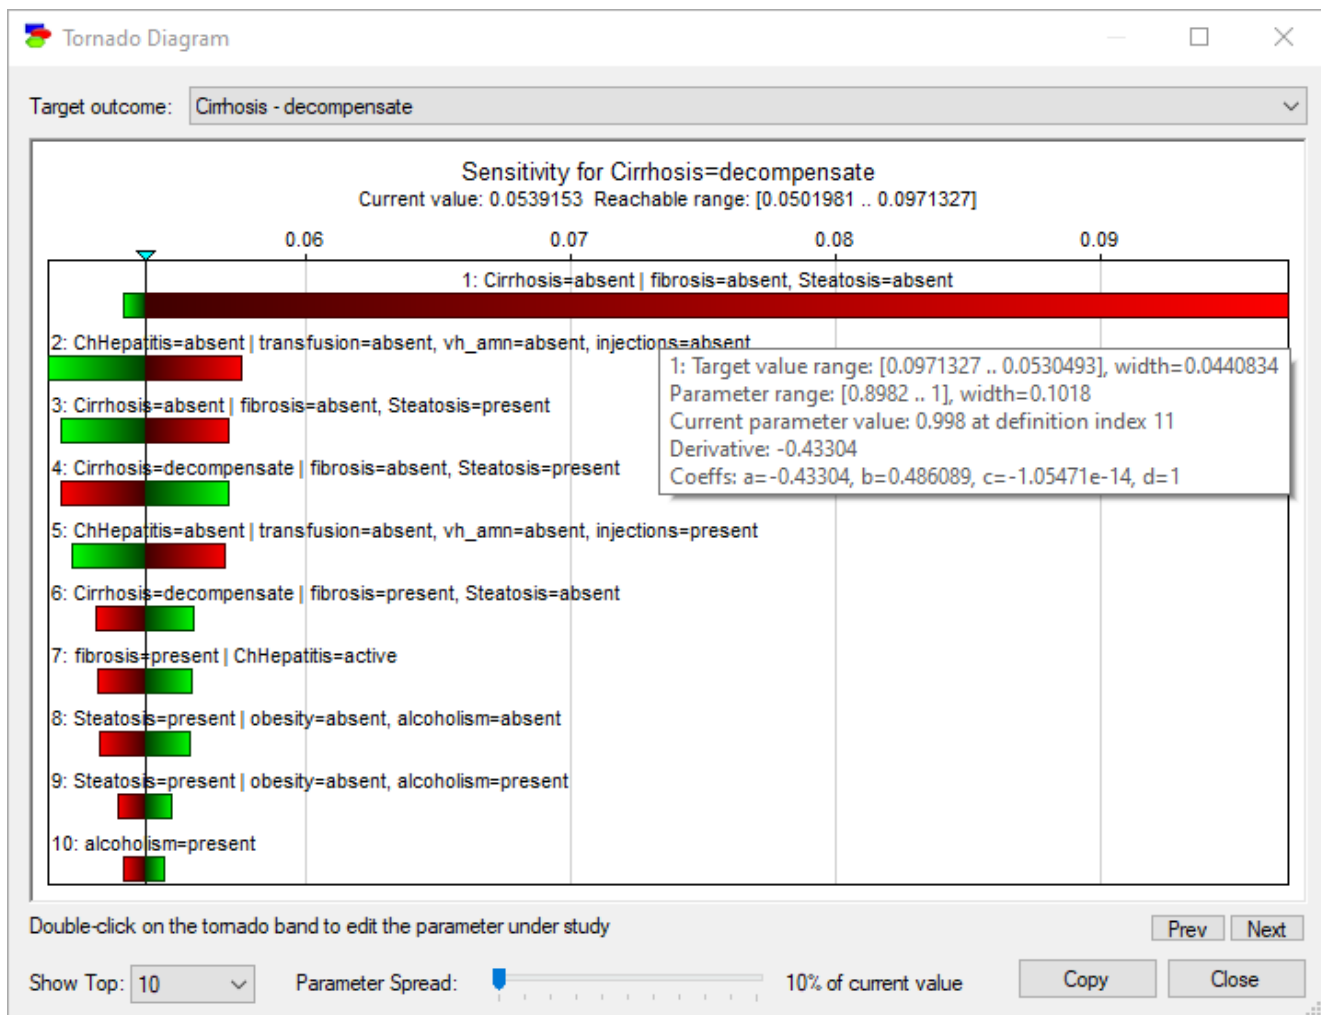 Tornado Diagram
Target outcome: Cirrhosis - decompensate
Sensitivity for Cirrhosis=decompensate
Current value: 0.0539153 Reachable range: [0.0501981 .. 0.0971327]
0.06 0.07 0.08 0.09
1: Cirrhosis=absent | fibrosis=absent, Steatosis=absent
2: ChHepatitis=absent | transfusion=absent, vh_amn=absent, injections=absent
1: Target value range: [0.0971327 .. 0.0530493], width=0.0440834
Parameter range: [0.8982 .. 1], width=0.1018
Current parameter value: 0.998 at definition index 11
Derivative: -0.43304
Coeffs: a=-0.43304, b=0.486089, c=-1.05471e-14, d=1
3: Cirrhosis=absent | fibrosis=absent, Steatosis=present
4: Cirrhosis=decompensate | fibrosis=absent, Steatosis=present
5: ChHepatitis=absent | transfusion=absent, vh_amn=absent, injections=present
6: Cirrhosis=decompensate | fibrosis=present, Steatosis=absent
7: fibrosis=present | ChHepatitis=active
8: Steatosis=present | obesity=absent, alcoholism=absent
9: Steatosis=present | obesity=absent, alcoholism=present
10: alcoholism=present
Double-click on the tornado band to edit the parameter under study
Prev Next
Show Top: 10 Parameter Spread: 10% of current value Copy Close